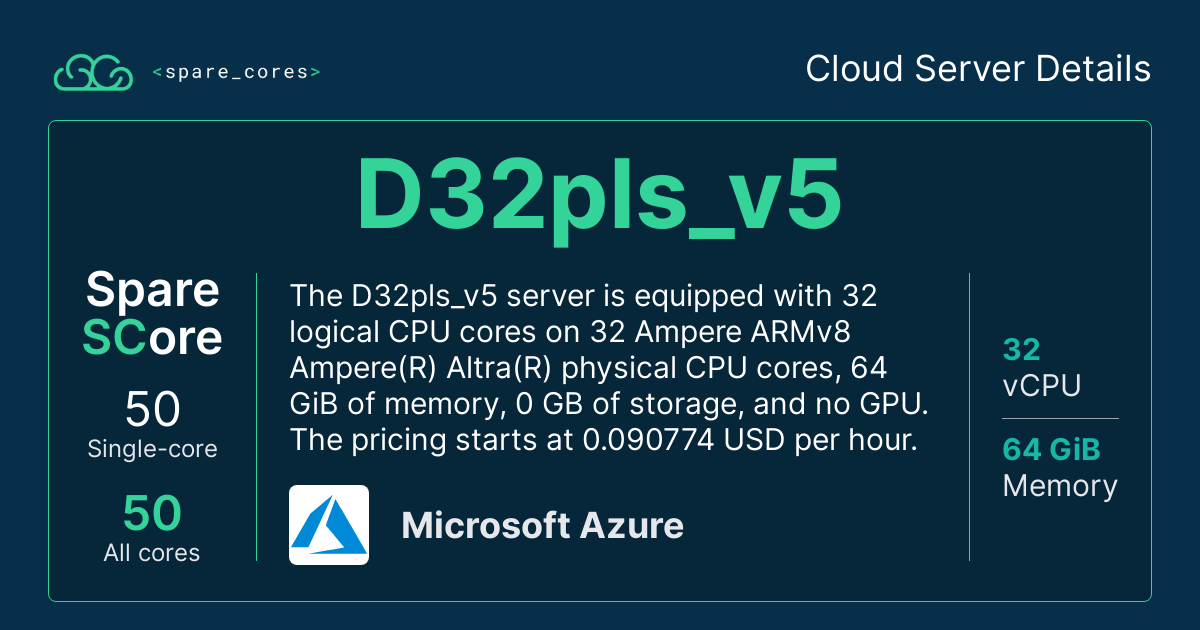 <spare_cores>
Cloud Server Details
D32pls_v5
Spare
SCore
50
Single-core
50
All cores
The D32pls_v5 server is equipped with 32
logical CPU cores on 32 Ampere ARMv8
Ampere(R) Altra(R) physical CPU cores, 64
GiB of memory, 0 GB of storage, and no GPU.
The pricing starts at 0.090774 USD per hour.
Microsoft Azure
32
vCPU
64 GiB
Memory